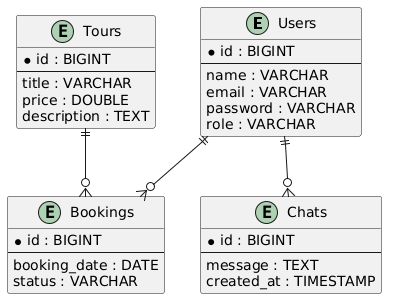 E Tours
* id : BIGINT
title : VARCHAR
price : DOUBLE
description : TEXT
E Users
* id : BIGINT
name : VARCHAR
email : VARCHAR
password : VARCHAR
role : VARCHAR
E Bookings
* id : BIGINT
booking_date : DATE
status : VARCHAR
E Chats
* id : BIGINT
message : TEXT
created_at : TIMESTAMP